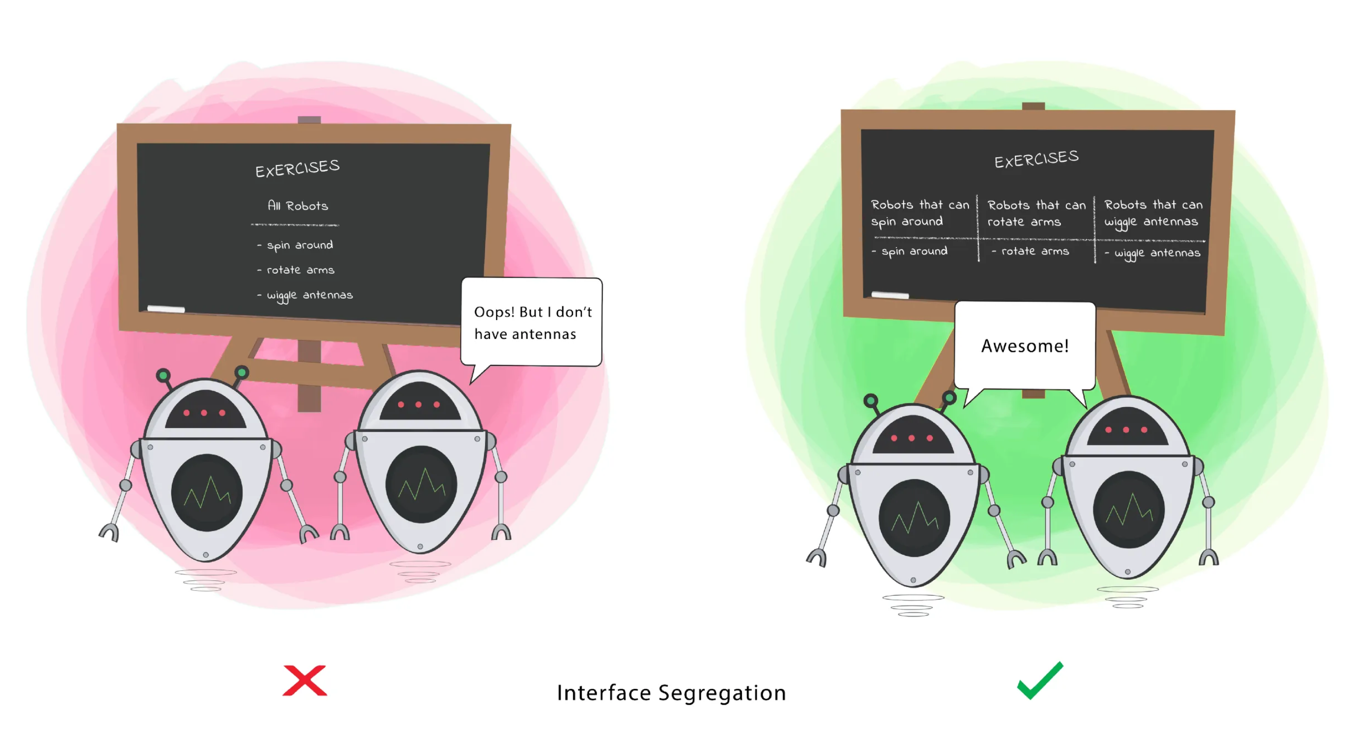 EXERCISES
All Robots
- spin around
- rotate arms
- wiggle antennas
Oops! But I don't
have antennas
EXERCISES
Robots that can
spin around
- spin around
Robots that can
rotate arms
- rotate arms
Robots that can
wiggle antennas
- wiggle antennas
Awesome!
Interface Segregation